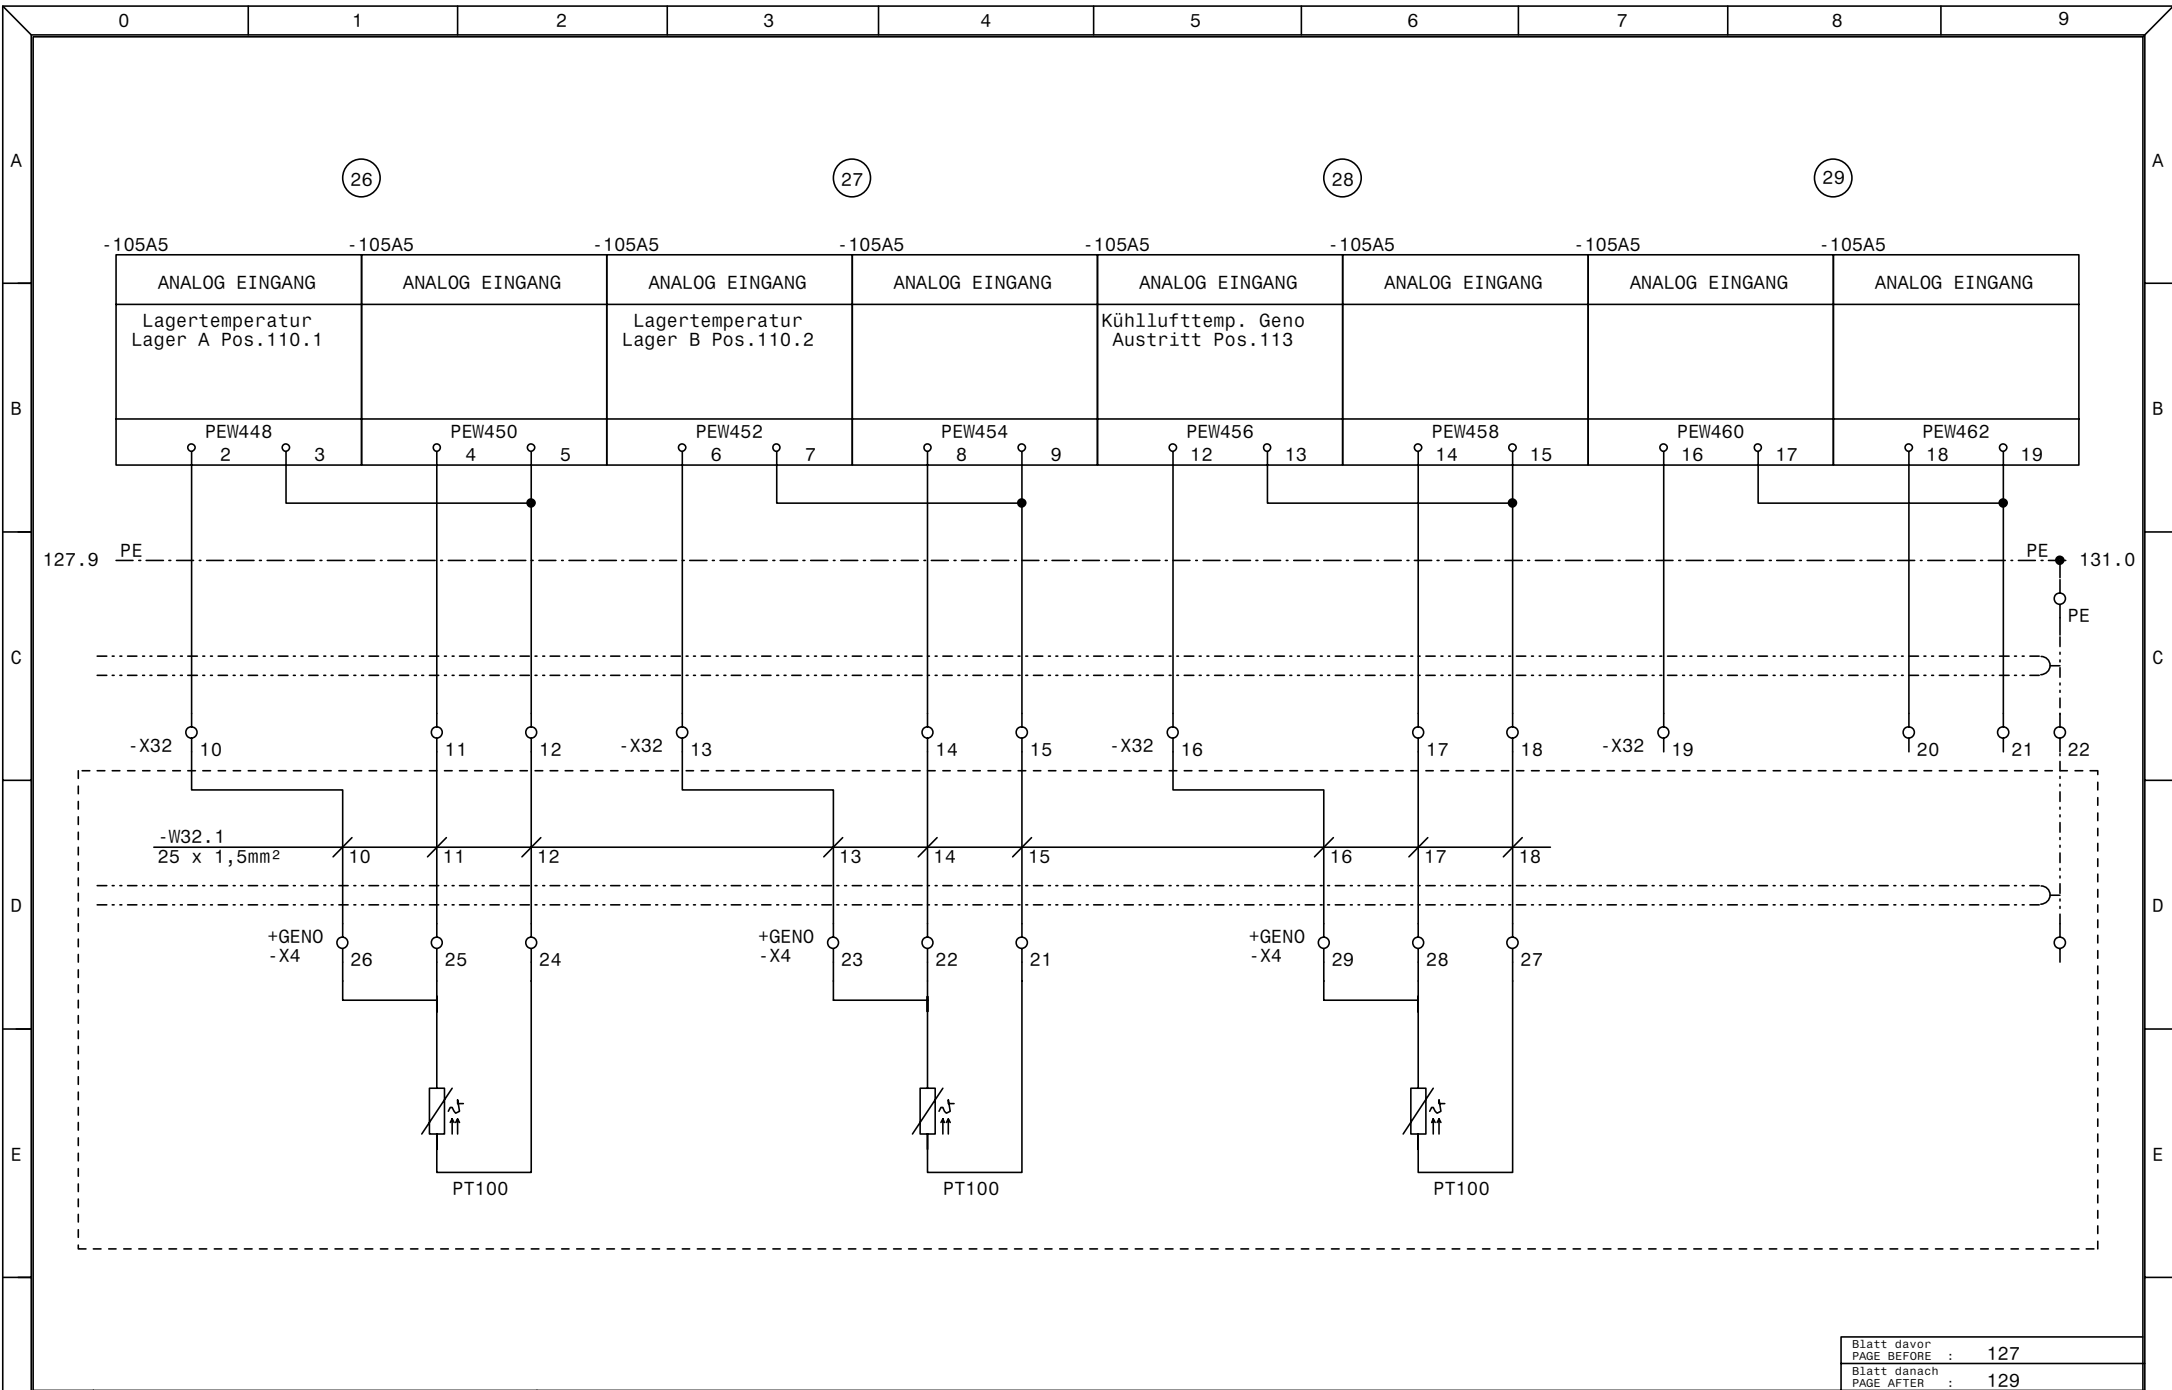 0 1 2 3 4 5 6 7 8 9
A A
26 27 28 29
-105A5 -105A5 -105A5 -105A5 -105A5 -105A5 -105A5 -105A5
ANALOG EINGANG ANALOG EINGANG ANALOG EINGANG ANALOG EINGANG ANALOG EINGANG ANALOG EINGANG ANALOG EINGANG ANALOG EINGANG
Lagertemperatur Lagertemperatur Kühllufttemp. Geno
Lager A Pos.110.1 Lager B Pos.110.2 Austritt Pos.113
B B
PEW448 PEW450 PEW452 PEW454 PEW456 PEW458 PEW460 PEW462
2 3 4 5 6 7 8 9 12 13 14 15 16 17 18 19
127.9 PE PE 131.0
PE
C C
-X32 10 11 12 -X32 13 14 15 -X32 16 17 18 -X32 19 20 21 22
-W32.1
25 x 1,5mm² 10 11 12 13 14 15 16 17 18
D D
+GENO +GENO +GENO
-X4 26 25 24 -X4 23 22 21 -X4 29 28 27
E E
PT100 PT100 PT100
Blatt davor
PAGE BEFORE : 127
Blatt danach
PAGE AFTER : 129